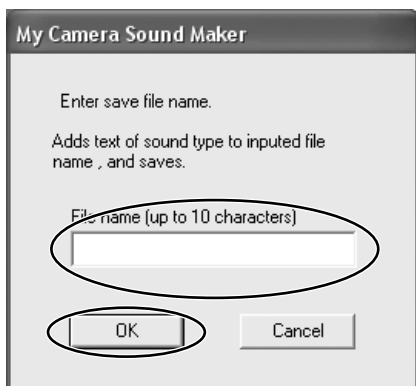 My Camera Sound Maker
Enter save file name.
Adds text of sound type to inputed file
name , and saves.
File name (up to 10 characters)
OK Cancel